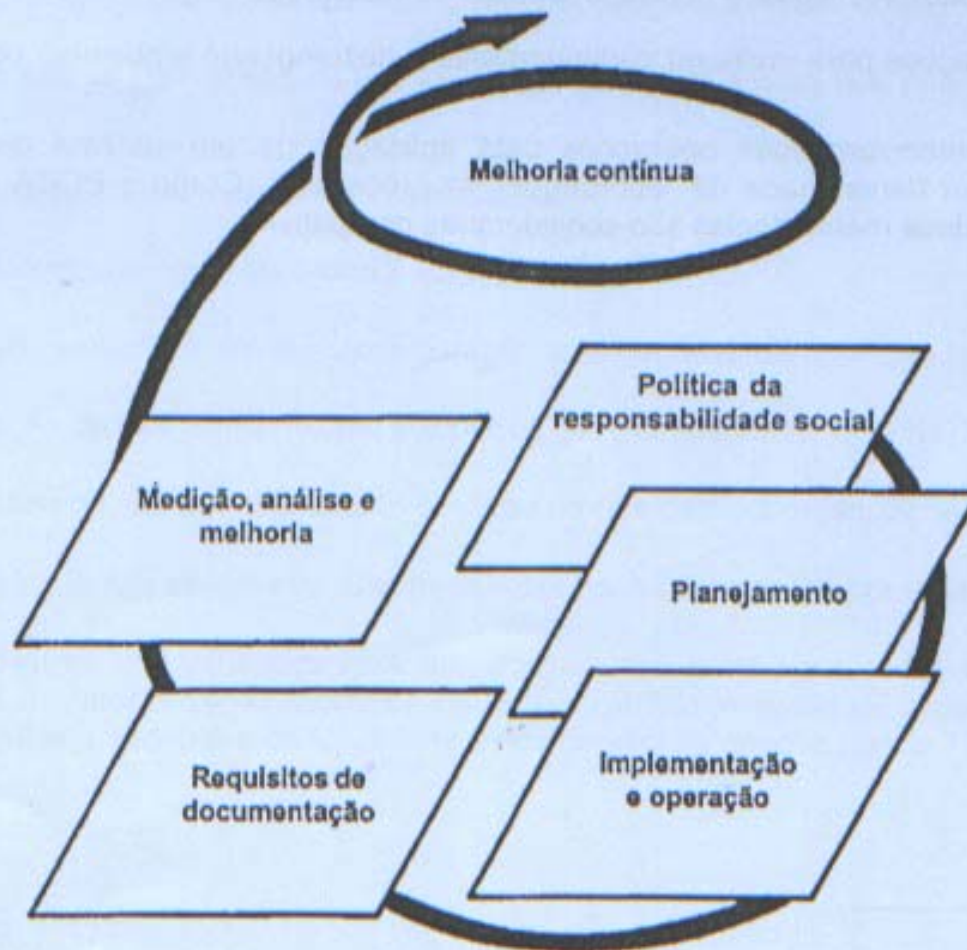 Melhoria contínua
Política da
responsabilidade social
Medição, análise e
melhoria
Planejamento
Implementação
e operação
Requisitos de
documentação